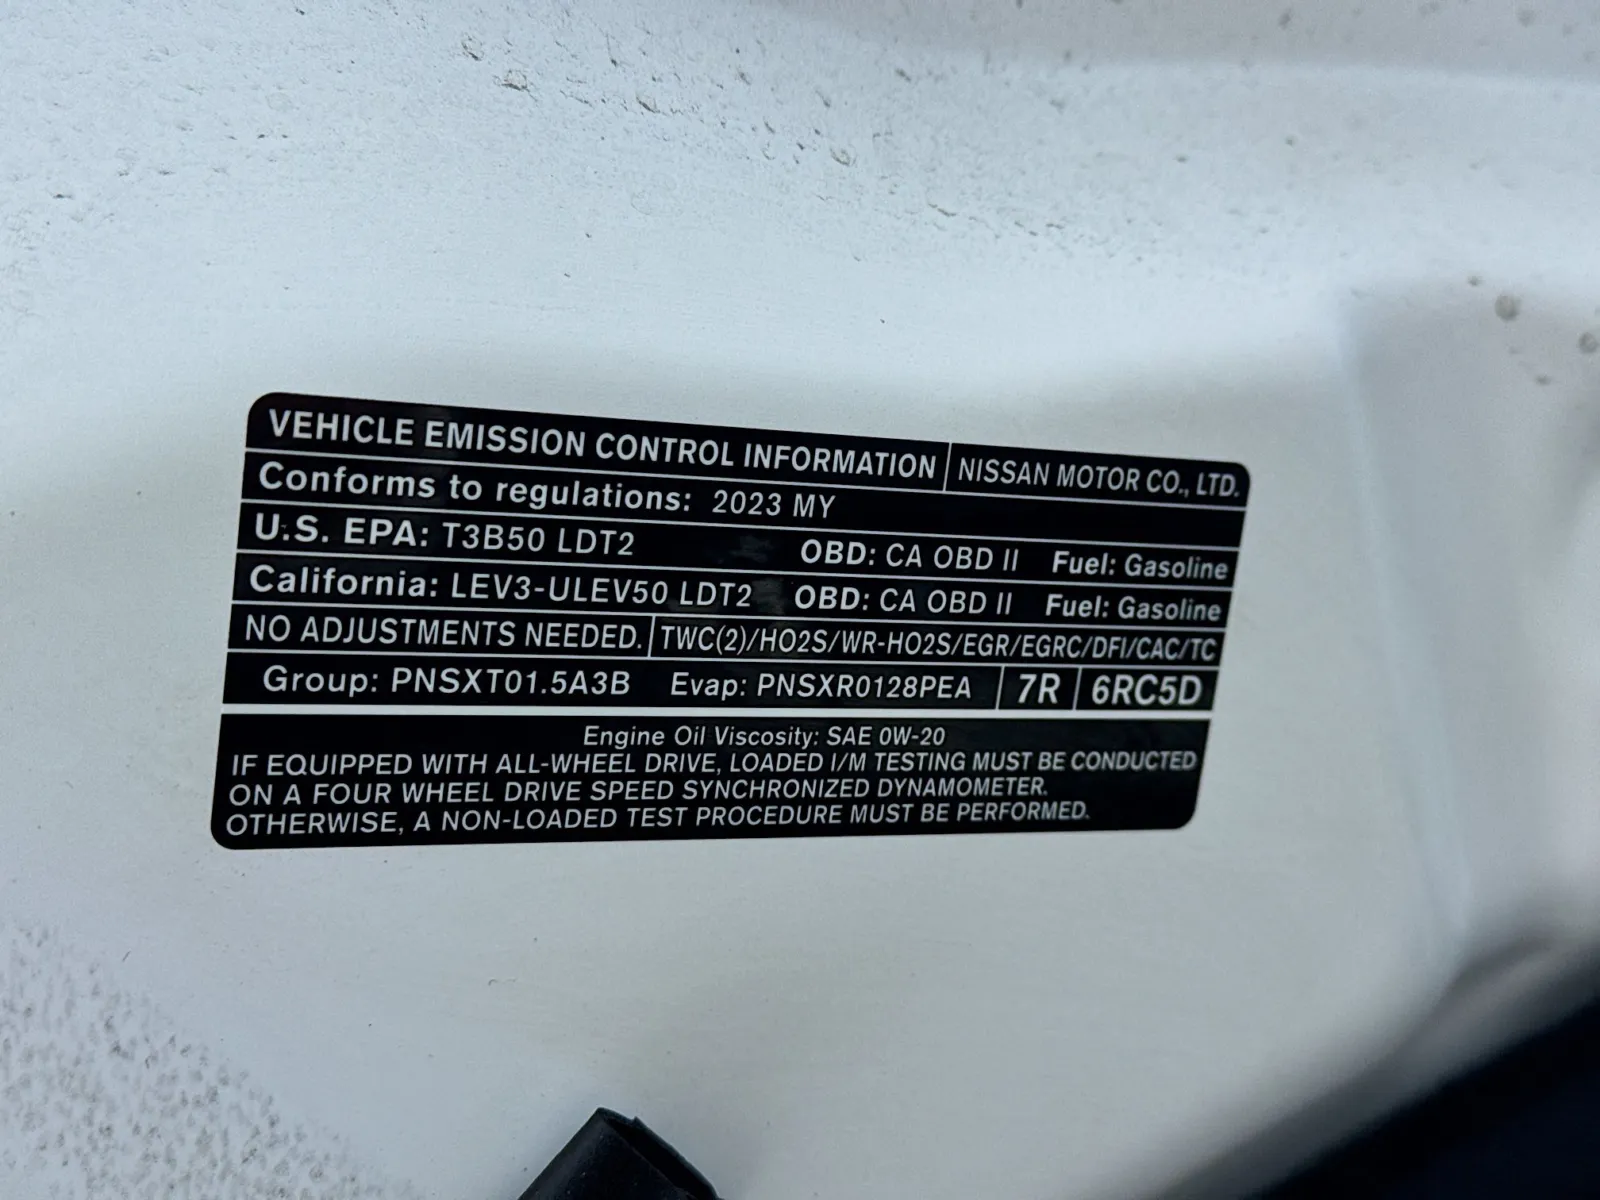 VEHICLE EMISSION CONTROL INFORMATION NISSAN MOTOR CO., LTD.
Conforms to regulations: 2023 MY
U.S. EPA: T3B50 LDT2 OBD: CA OBD II Fuel: Gasoline
California: LEV3-ULEV50 LDT2 OBD: CA OBD II Fuel: Gasoline
NO ADJUSTMENTS NEEDED. TWC(2)/HO2S/WR-HO2S/EGR/EGRC/DFI/CAC/TC
Group: PNSXT01.5A3B Evap: PNSXR0128PEA 7R 6RC5D
Engine Oil Viscosity: SAE 0W-20
IF EQUIPPED WITH ALL-WHEEL DRIVE, LOADED I/M TESTING MUST BE CONDUCTED
ON A FOUR WHEEL DRIVE SPEED SYNCHRONIZED DYNAMOMETER.
OTHERWISE, A NON-LOADED TEST PROCEDURE MUST BE PERFORMED.